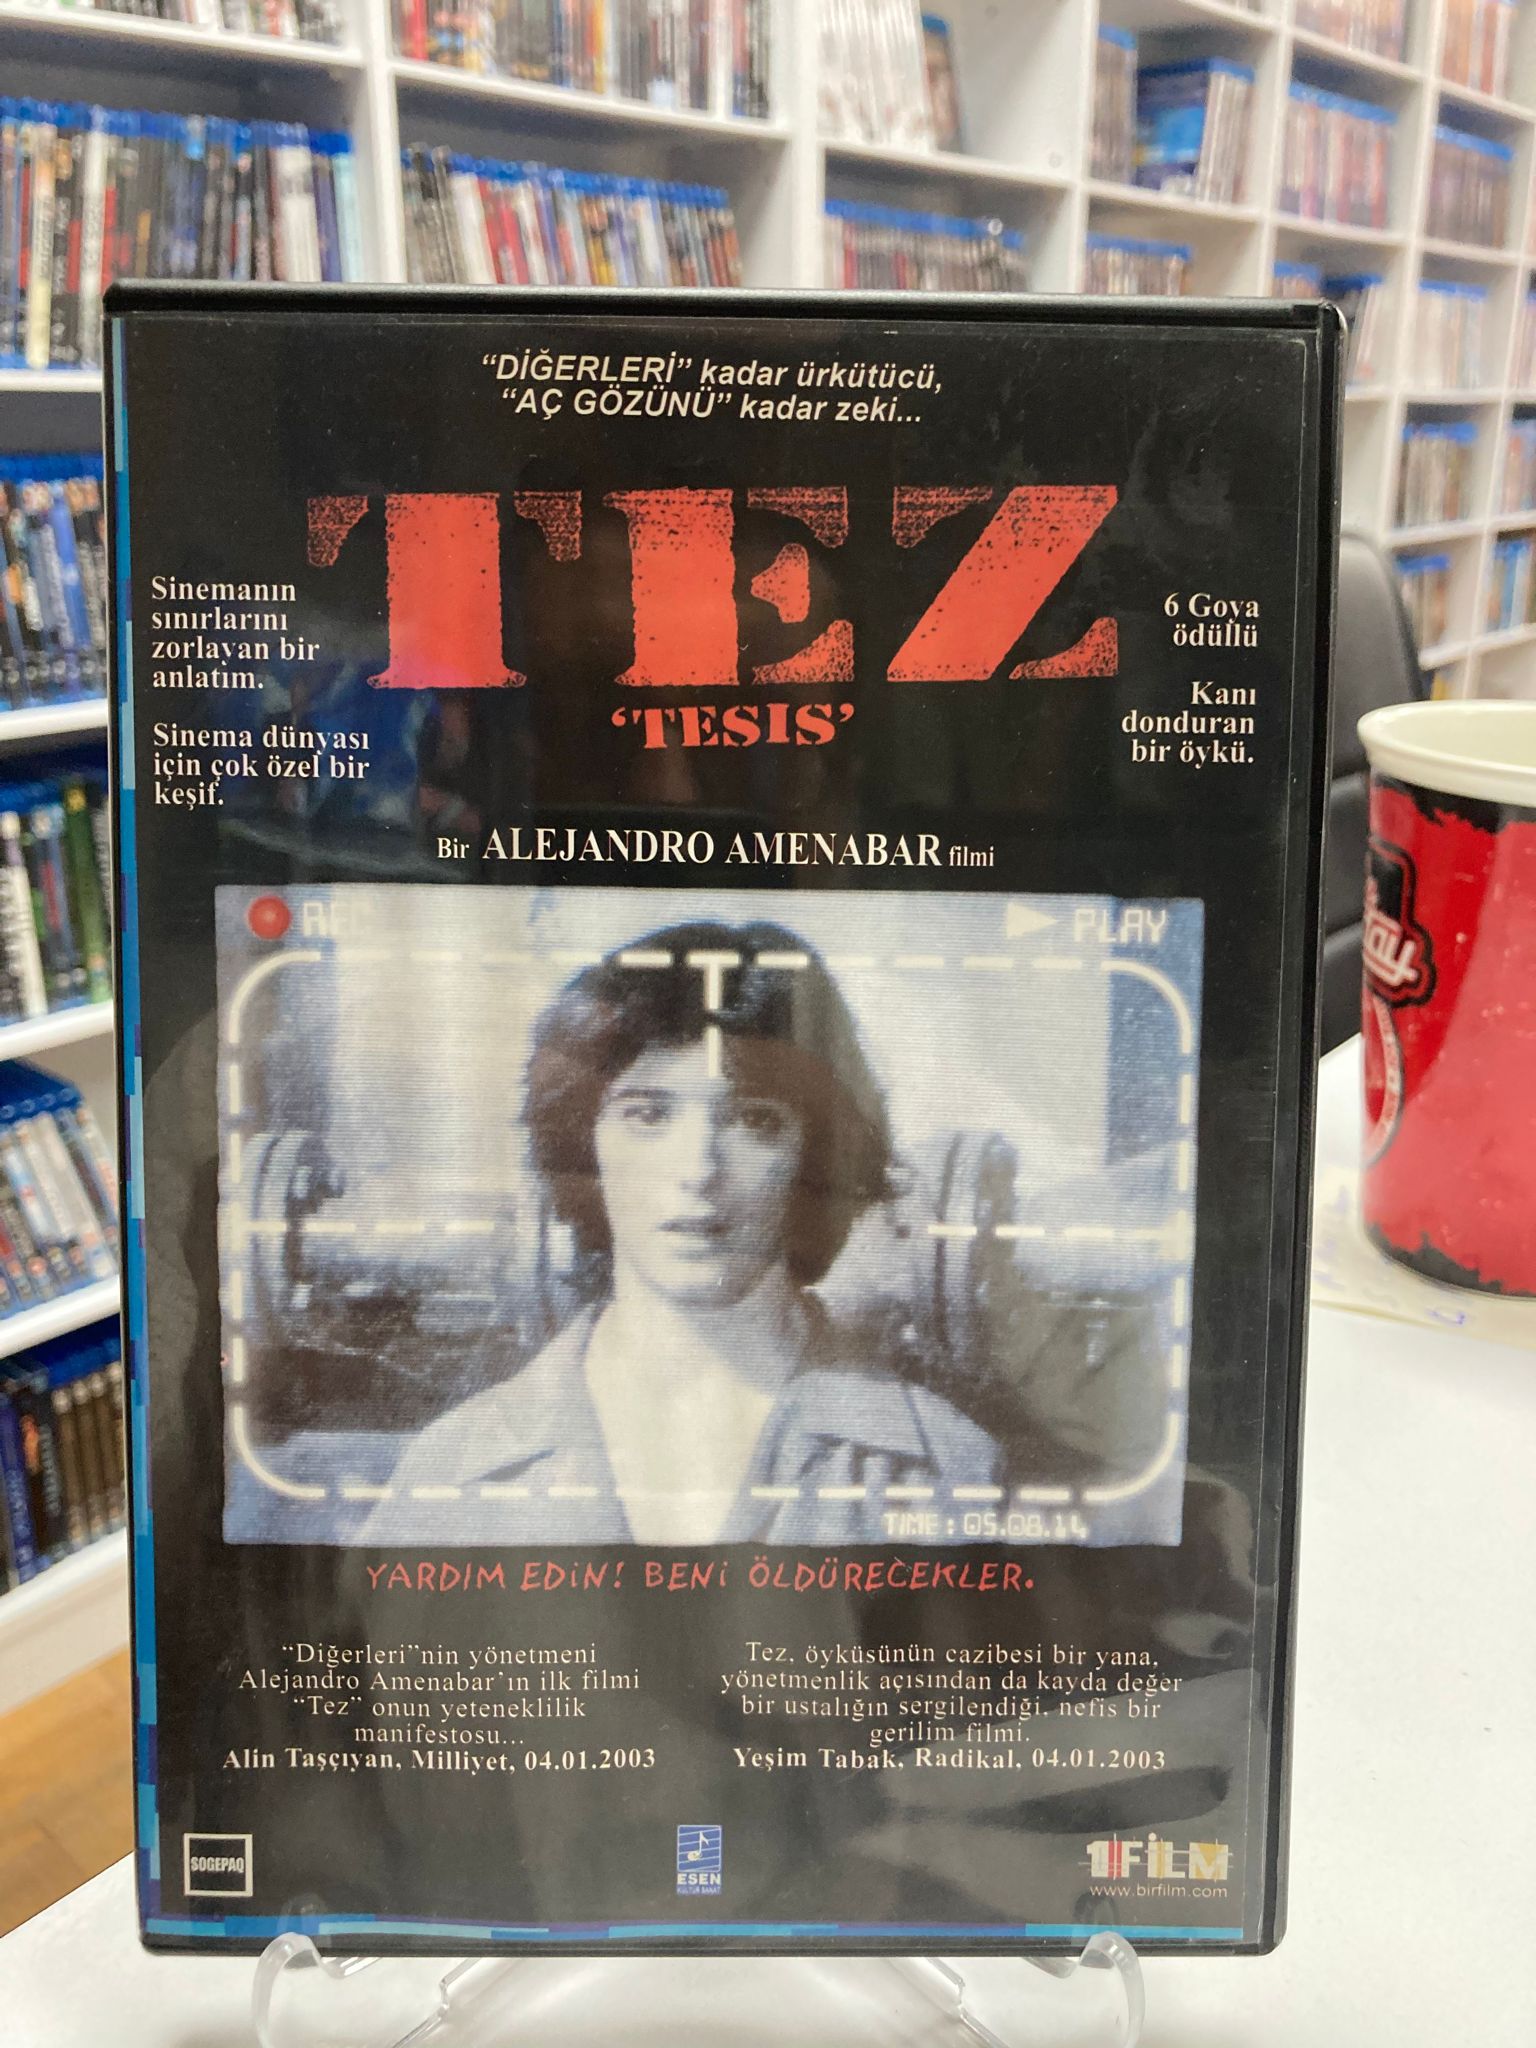 “DİĞERLERİ” kadar ürkütücü,
“AÇ GÖZÜNÜ” kadar zeki...
TEZ
‘TESIS’
Sinemanın
sınırlarını
zorlayan bir
anlatım.
Sinema dünyası
için çok özel bir
keşif.
6 Goya
ödüllü
Kanı
donduran
bir öykü.
Bir ALEJANDRO AMENABAR filmi
REC
PLAY
TIME : 05.08.14
YARDIM EDİN! BENİ ÖLDÜRECEKLER.
“Diğerleri”nin yönetmeni
Alejandro Amenabar’ın ilk filmi
“Tez” onun yeteneklilik
manifestosu...
Alin Taşçıyan, Milliyet, 04.01.2003
Tez, öyküsünün cazibesi bir yana,
yönetmenlik açısından da kayda değer
bir ustalığın sergilendiği, nefis bir
gerilim filmi.
Yeşim Tabak, Radikal, 04.01.2003
SOGEPAQ
ESEN
KÜLTÜR SANAT
1FİLM
www.birfilm.com